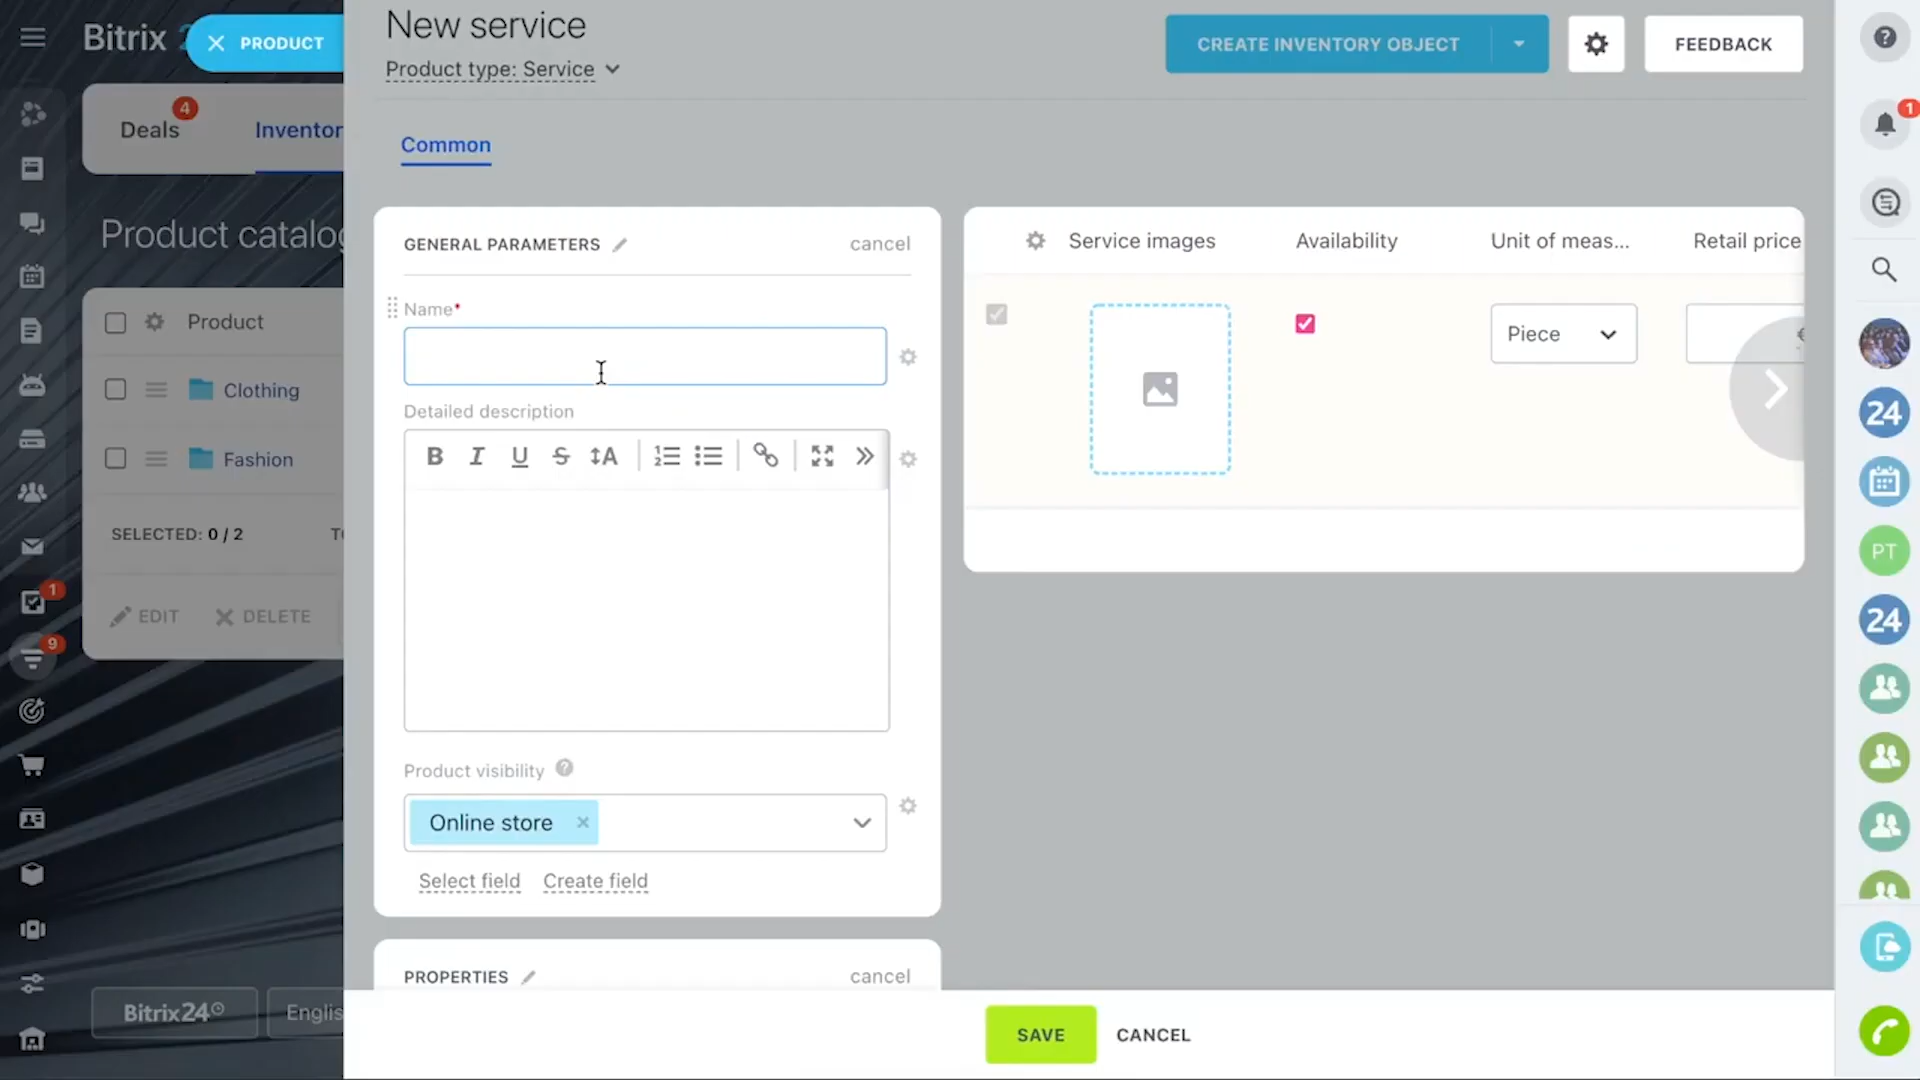 Bitrix 2
PRODUCT
New service
Product type: Service
CREATE INVENTORY OBJECT
FEEDBACK
Deals
4
Inventor
1
Common
Product catalog
GENERAL PARAMETERS
cancel
Service images
Availability
Unit of meas...
Retail price
Product
Name*
Piece
€
Clothing
Detailed description
B I U S A
24
Fashion
SELECTED: 0 / 2
PT
EDIT
DELETE
1
24
9
Product visibility
Online store
Select field
Create field
PROPERTIES
cancel
Bitrix24
Englis
SAVE
CANCEL